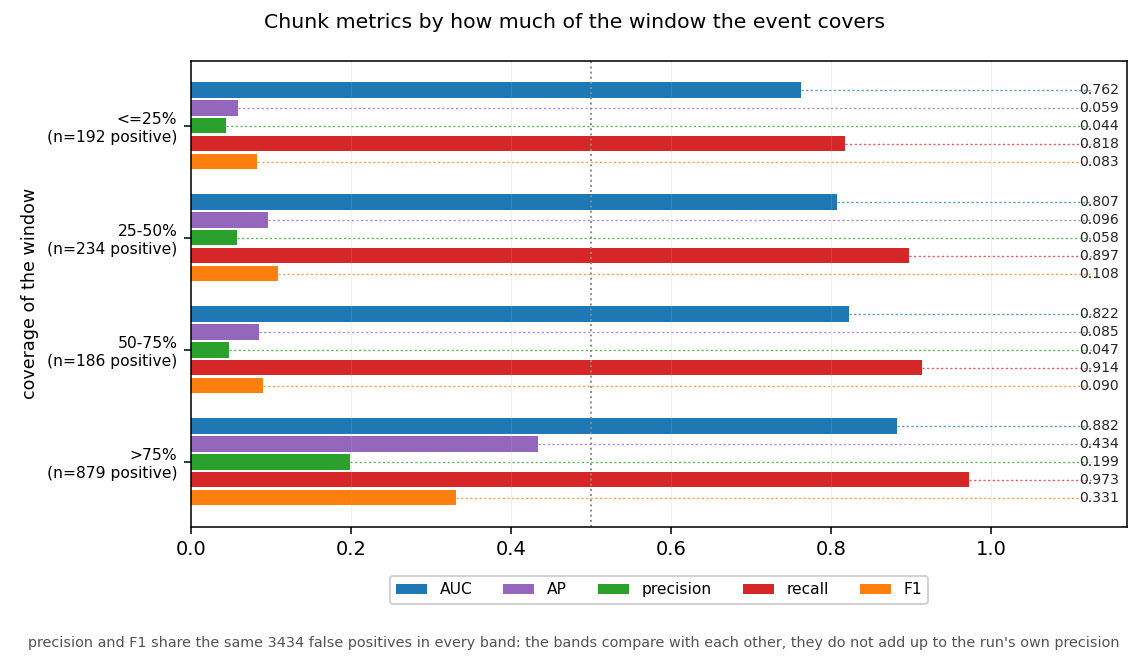 Chunk metrics by how much of the window the event covers
coverage of the window
<=25%
(n=192 positive)
0.762
0.059
0.044
0.818
0.083
25-50%
(n=234 positive)
0.807
0.096
0.058
0.897
0.108
50-75%
(n=186 positive)
0.822
0.085
0.047
0.914
0.090
>75%
(n=879 positive)
0.882
0.434
0.199
0.973
0.331
0.0 0.2 0.4 0.6 0.8 1.0
AUC AP precision recall F1
precision and F1 share the same 3434 false positives in every band: the bands compare with each other, they do not add up to the run's own precision